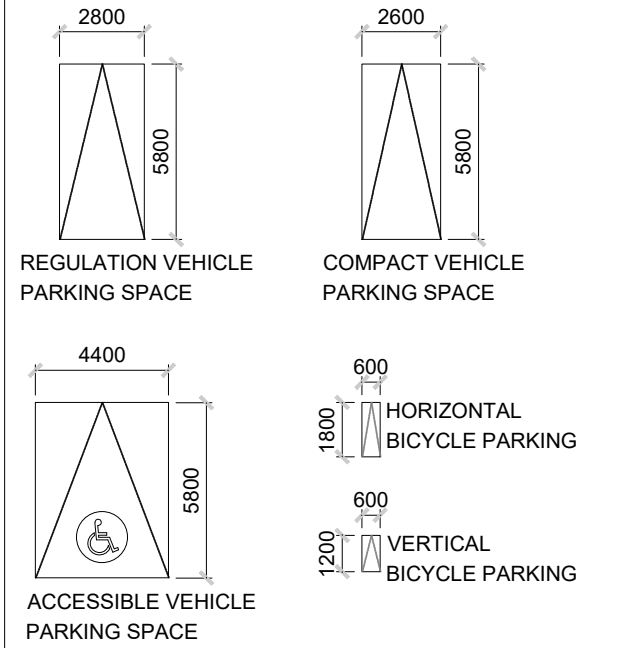 2800
5800
REGULATION VEHICLE
PARKING SPACE
2600
5800
COMPACT VEHICLE
PARKING SPACE
4400
5800
ACCESSIBLE VEHICLE
PARKING SPACE
600
1800
HORIZONTAL
BICYCLE PARKING
600
1200
VERTICAL
BICYCLE PARKING